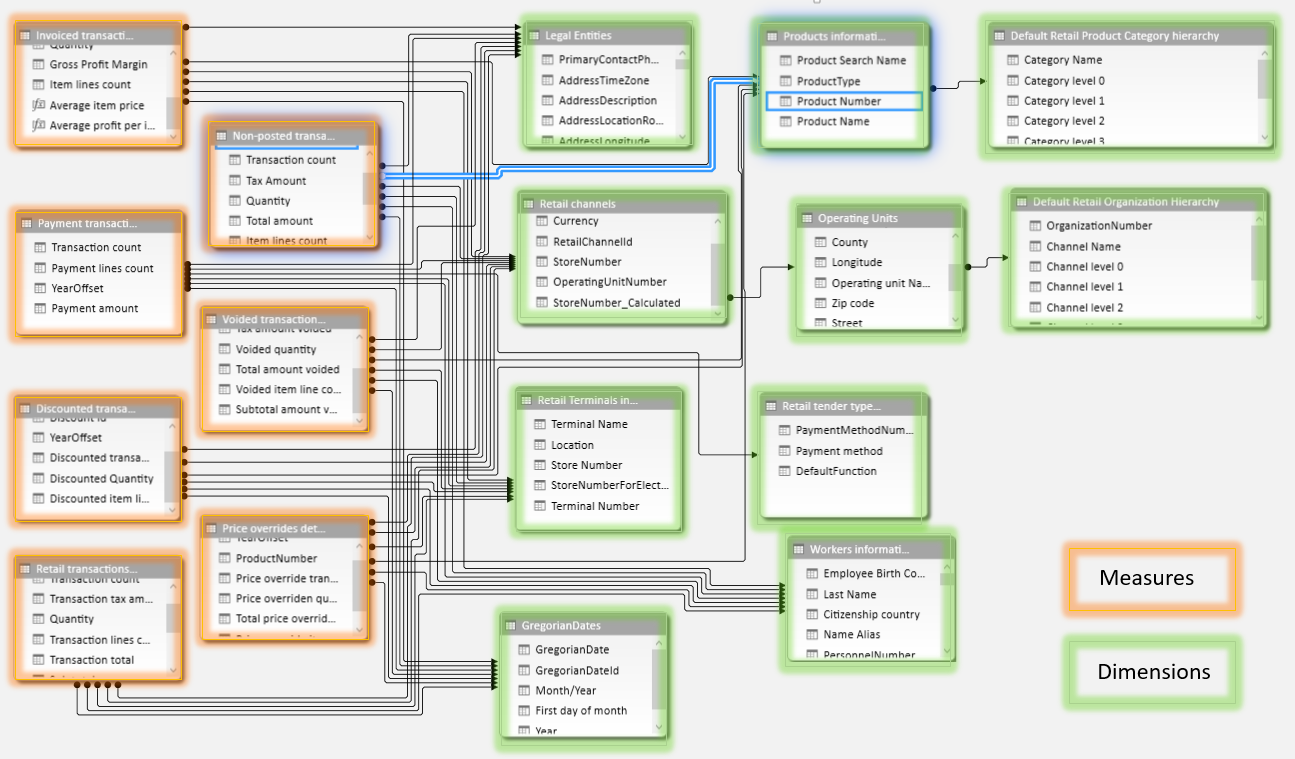 Invoiced transacti...
Quantity
Gross Profit Margin
Item lines count
Average item price
Average profit per i...
Non-posted transa...
Transaction count
Tax Amount
Quantity
Total amount
Item lines count
Payment transacti...
Transaction count
Payment lines count
YearOffset
Payment amount
Voided transaction...
Tax amount voided
Voided quantity
Total amount voided
Voided item line co...
Subtotal amount v...
Discounted transa...
Discount id
YearOffset
Discounted transa...
Discounted Quantity
Discounted item li...
Price overrides det...
YearOffset
ProductNumber
Price override tran...
Price overriden qu...
Total price overrid...
Retail transactions...
Transaction count
Transaction tax am...
Quantity
Transaction lines c...
Transaction total
Legal Entities
PrimaryContactPh...
AddressTimeZone
AddressDescription
AddressLocationRo...
AddressLongitude
Retail channels
Currency
RetailChannelId
StoreNumber
OperatingUnitNumber
StoreNumber_Calculated
Retail Terminals in...
Terminal Name
Location
Store Number
StoreNumberForElect...
Terminal Number
GregorianDates
GregorianDate
GregorianDateId
Month/Year
First day of month
Year
Products informati...
Product Search Name
ProductType
Product Number
Product Name
Operating Units
County
Longitude
Operating unit Na...
Zip code
Street
Retail tender type...
PaymentMethodNum...
Payment method
DefaultFunction
Workers informati...
Employee Birth Co...
Last Name
Citizenship country
Name Alias
PersonnelNumber
Default Retail Product Category hierarchy
Category Name
Category level 0
Category level 1
Category level 2
Category level 3
Default Retail Organization Hierarchy
OrganizationNumber
Channel Name
Channel level 0
Channel level 1
Channel level 2
Measures
Dimensions